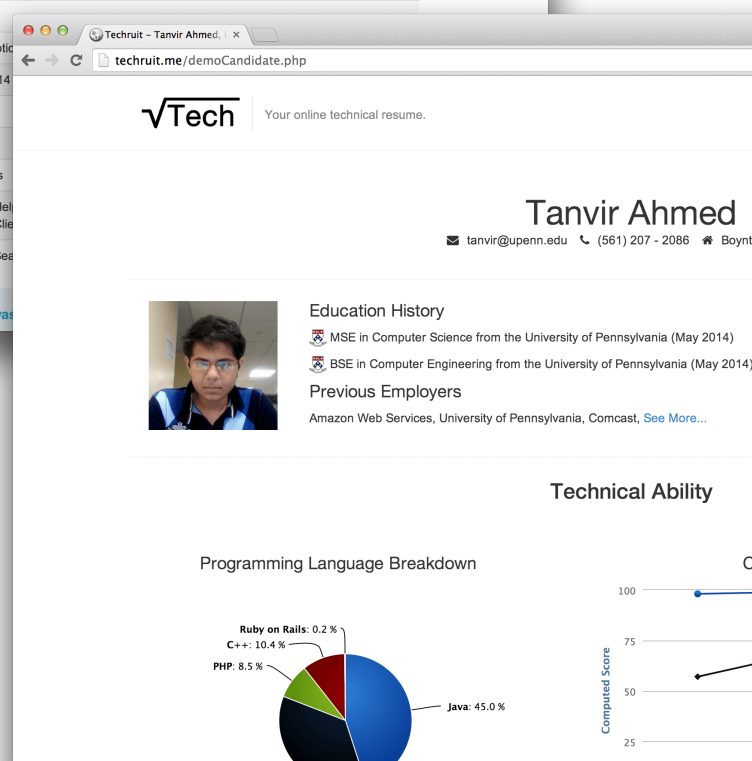 Techruit – Tanvir Ahmed,
techruit.me/demoCandidate.php
14
√Tech
Your online technical resume.
Tanvir Ahmed
tanvir@upenn.edu (561) 207 - 2086 Boynt
Education History
MSE in Computer Science from the University of Pennsylvania (May 2014)
BSE in Computer Engineering from the University of Pennsylvania (May 2014)
Previous Employers
Amazon Web Services, University of Pennsylvania, Comcast, See More...
Technical Ability
Programming Language Breakdown
Ruby on Rails: 0.2 %
C++: 10.4 %
PHP: 8.5 %
Java: 45.0 %
100
75
50
25
Computed Score